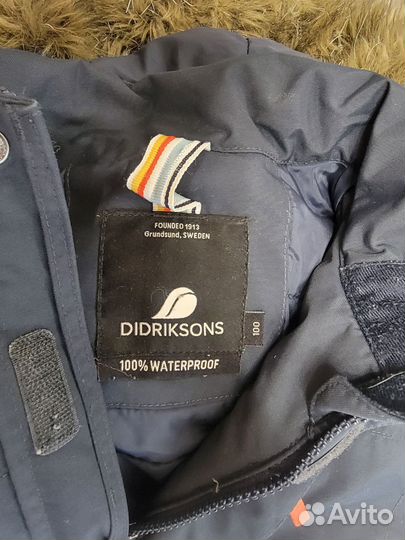 FOUNDED 1913
Grundsund, SWEDEN
DIDRIKSONS
100
100% WATERPROOF
Avito